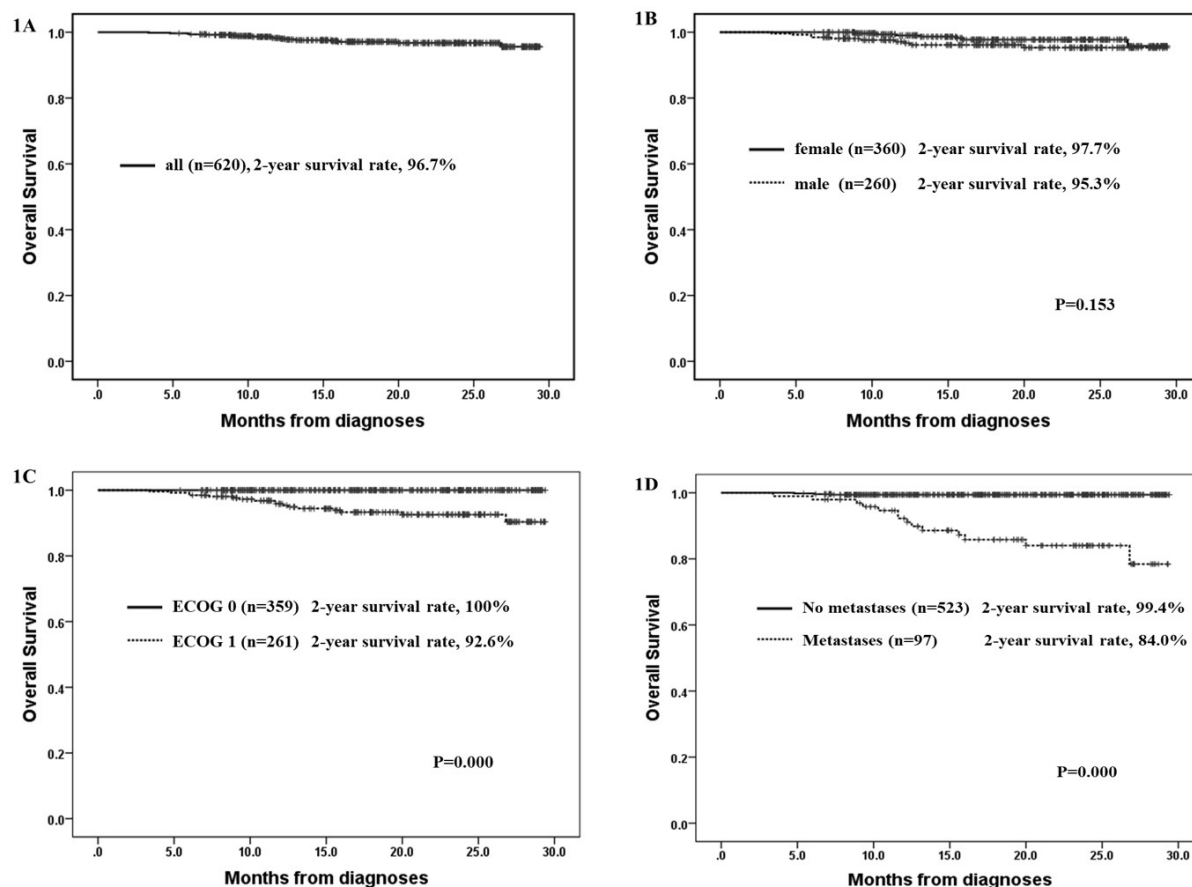 1A
1.0
0.8
0.6
0.4
0.2
0.0
Overall Survival
all (n=620), 2-year survival rate, 96.7%
.0 5.0 10.0 15.0 20.0 25.0 30.0
Months from diagnoses
1B
1.0
0.8
0.6
0.4
0.2
0.0
Overall Survival
female (n=360) 2-year survival rate, 97.7%
male (n=260) 2-year survival rate, 95.3%
P=0.153
.0 5.0 10.0 15.0 20.0 25.0 30.0
Months from diagnoses
1C
1.0
0.8
0.6
0.4
0.2
0.0
Overall Survival
ECOG 0 (n=359) 2-year survival rate, 100%
ECOG 1 (n=261) 2-year survival rate, 92.6%
P=0.000
.0 5.0 10.0 15.0 20.0 25.0 30.0
Months from diagnoses
1D
1.0
0.8
0.6
0.4
0.2
0.0
Overall Survival
No metastases (n=523) 2-year survival rate, 99.4%
Metastases (n=97) 2-year survival rate, 84.0%
P=0.000
.0 5.0 10.0 15.0 20.0 25.0 30.0
Months from diagnoses